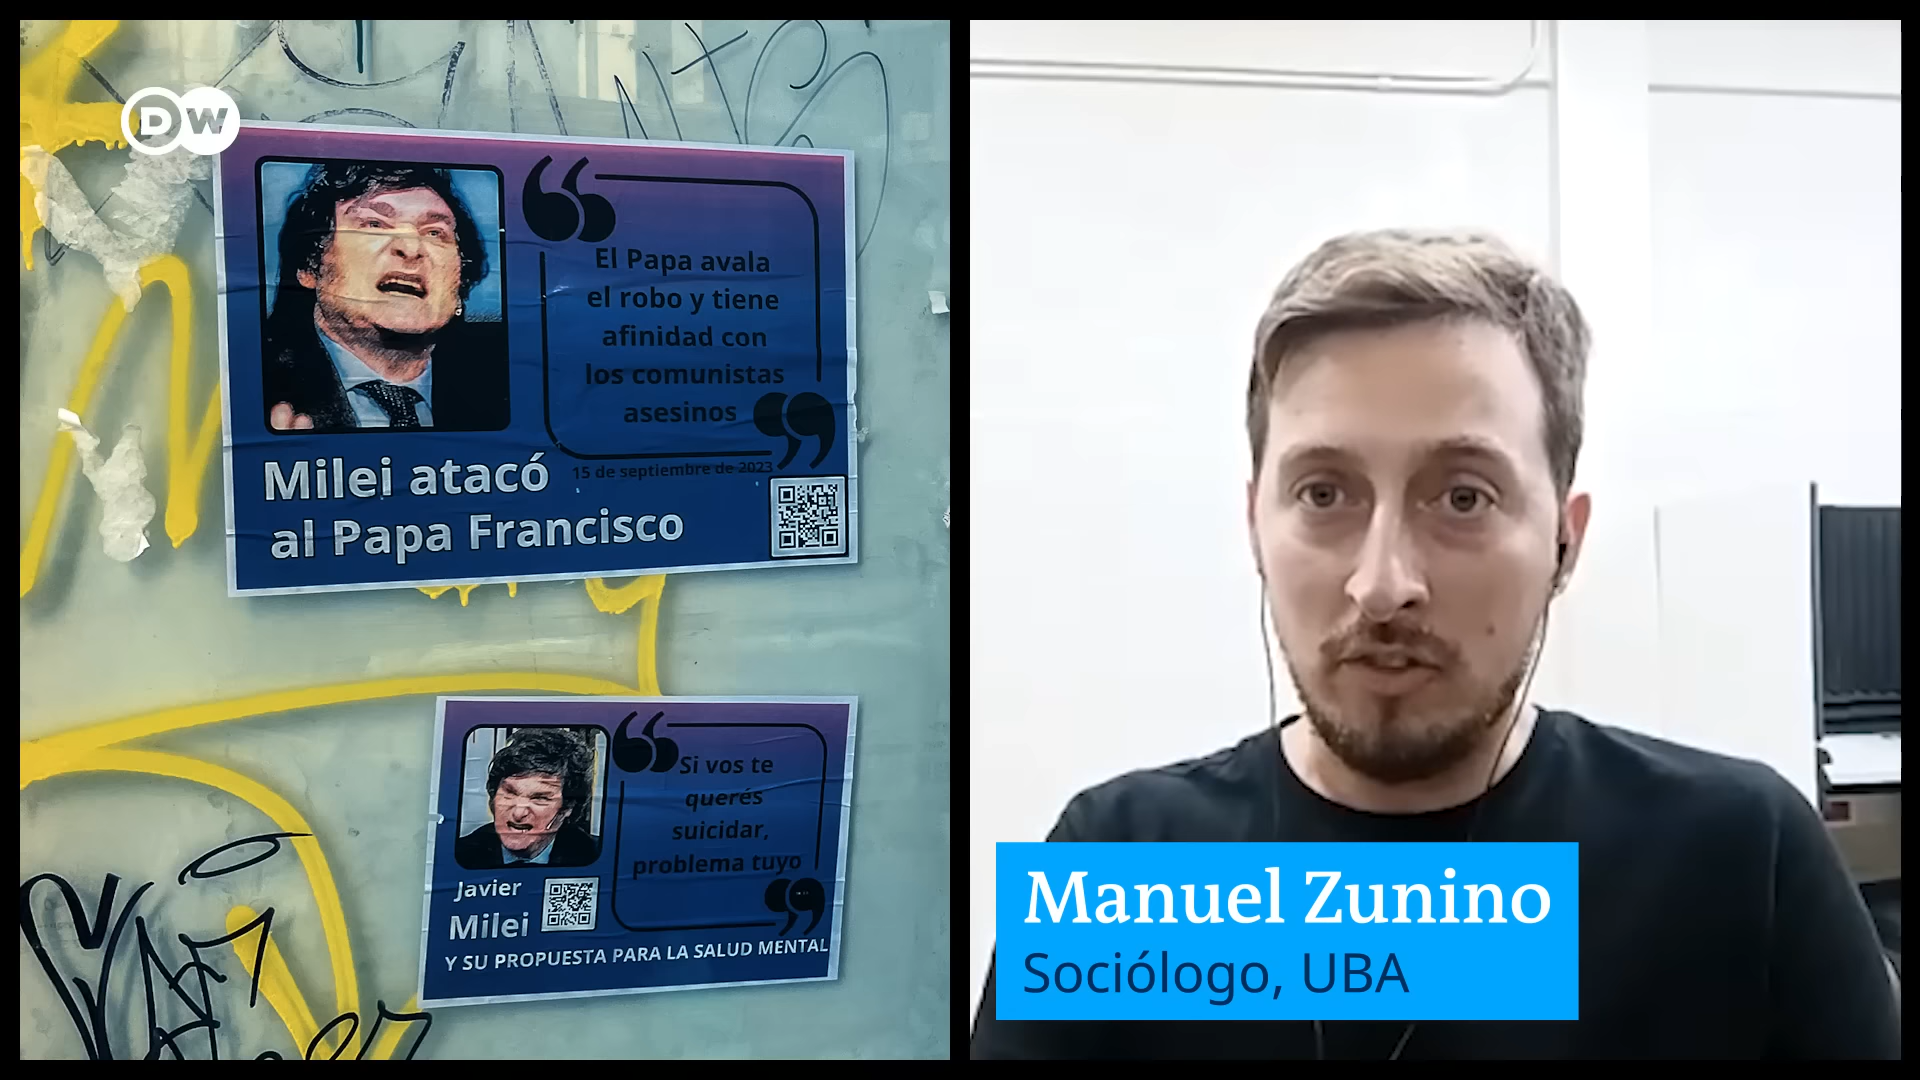 DW
El Papa avala
el robo y tiene
afinidad con
los comunistas
asesinos
15 de septiembre de 2023
Milei atacó
al Papa Francisco
Si vos te
querés
suicidar,
problema tuyo
Javier
Milei
Y SU PROPUESTA PARA LA SALUD MENTAL
Manuel Zunino
Sociólogo, UBA